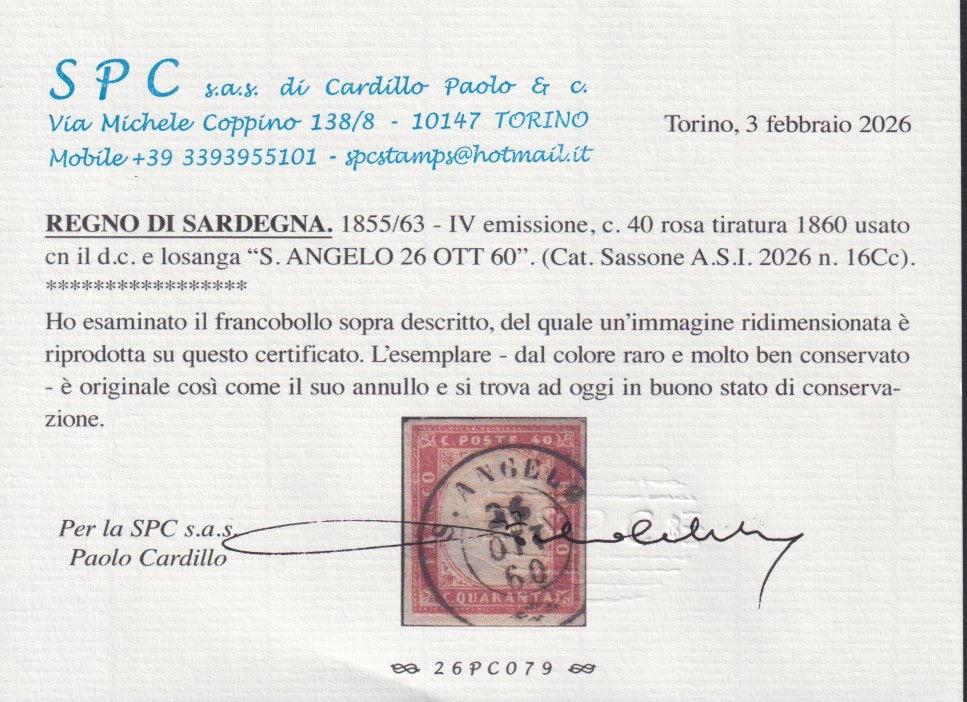 SPC s.a.s. di Cardillo Paolo & c.
Via Michele Coppino 138/8 - 10147 TORINO
Mobile +39 3393955101 - spcstamps@hotmail.it
Torino, 3 febbraio 2026
REGNO DI SARDEGNA. 1855/63 - IV emissione, c. 40 rosa tiratura 1860 usato
cn il d.c. e losanga “S. ANGELO 26 OTT 60”. (Cat. Sassone A.S.I. 2026 n. 16Cc).
*****************
Ho esaminato il francobollo sopra descritto, del quale un’immagine ridimensionata è
riprodotta su questo certificato. L’esemplare - dal colore raro e molto ben conservato
- è originale così come il suo annullo e si trova ad oggi in buono stato di conserva-
zione.
C. POSTE 40
S. ANGELO
26
OTT
60
QUARANTA
Per la SPC s.a.s.
Paolo Cardillo
26PC079